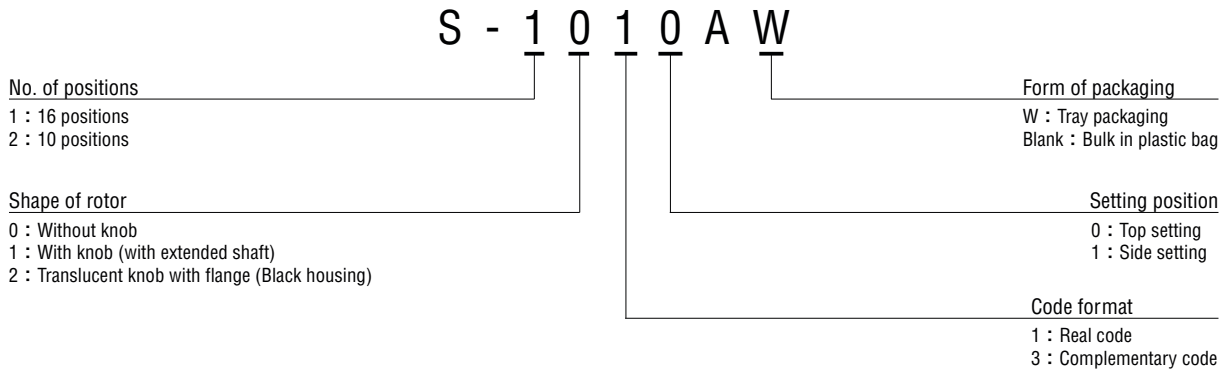 S - 1 0 1 0 A W
No. of positions
1 : 16 positions
2 : 10 positions
Shape of rotor
0 : Without knob
1 : With knob (with extended shaft)
2 : Translucent knob with flange (Black housing)
Form of packaging
W : Tray packaging
Blank : Bulk in plastic bag
Setting position
0 : Top setting
1 : Side setting
Code format
1 : Real code
3 : Complementary code